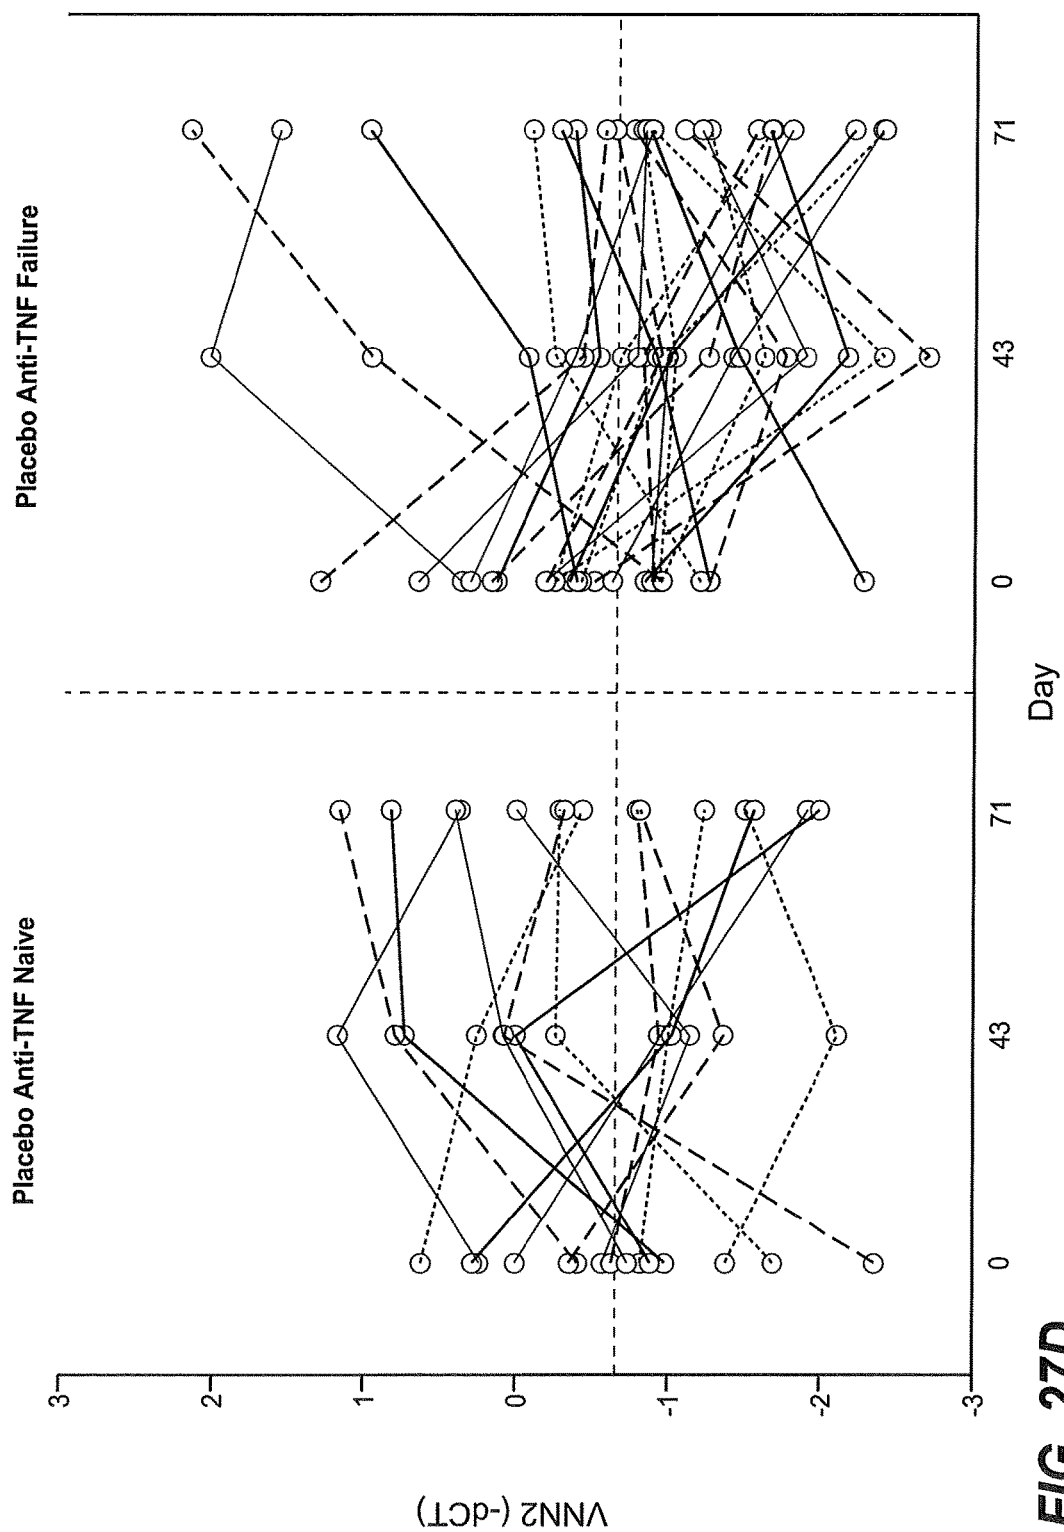 Placebo Anti-TNF Naive
Placebo Anti-TNF Failure
VNN2 (-dCT)
3
2
1
0
-1
-2
-3
0
43
71
0
43
71
Day
FIG. 27D